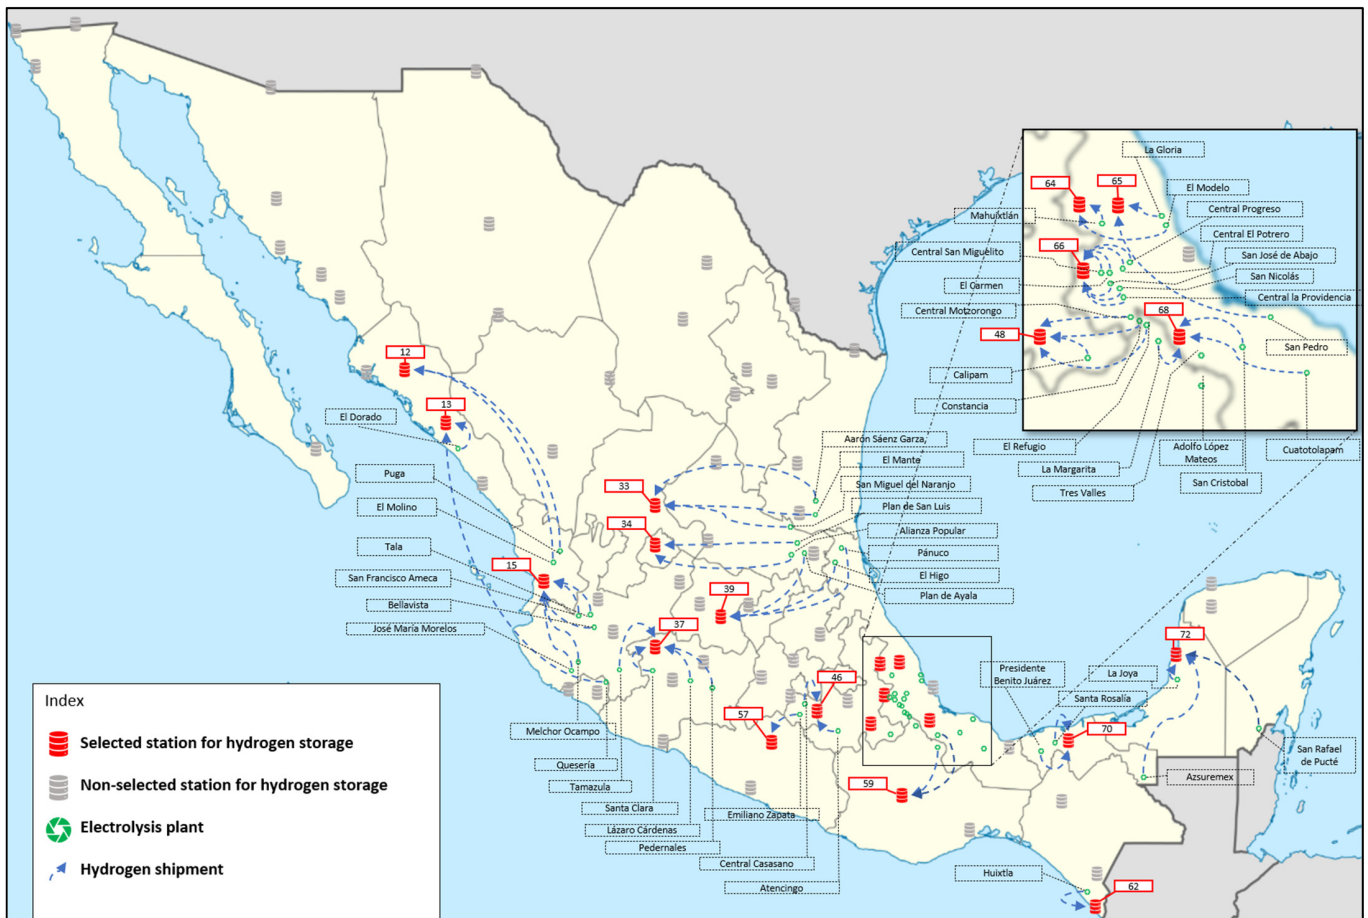 12
13
El Dorado
Puga
El Molino
Tala
15
San Francisco Ameca
Bellavista
José María Morelos
33
34
39
37
Aarón Sáenz Garza
El Mante
San Miguel del Naranjo
Plan de San Luis
Alianza Popular
Pánuco
El Higo
Plan de Ayala
La Gloria
64
65
El Modelo
Mahuixtlán
Central Progreso
Central El Potrero
66
Central San Miguelito
San José de Abajo
San Nicolás
El Carmen
Central la Providencia
Central Motzorongo
68
48
San Pedro
Calipam
Constancia
El Refugio
La Margarita
Tres Valles
Adolfo López
Mateos
San Cristobal
Cuatotolapam
46
57
Melchor Ocampo
Quesería
Tamazula
Santa Clara
Lázaro Cárdenas
Pedernales
Emiliano Zapata
Central Casasano
Atencingo
59
Presidente
Benito Juárez
La Joya
Santa Rosalía
72
70
Azsuremex
San Rafael
de Pucté
Huixtla
62
Index
Selected station for hydrogen storage
Non-selected station for hydrogen storage
Electrolysis plant
Hydrogen shipment